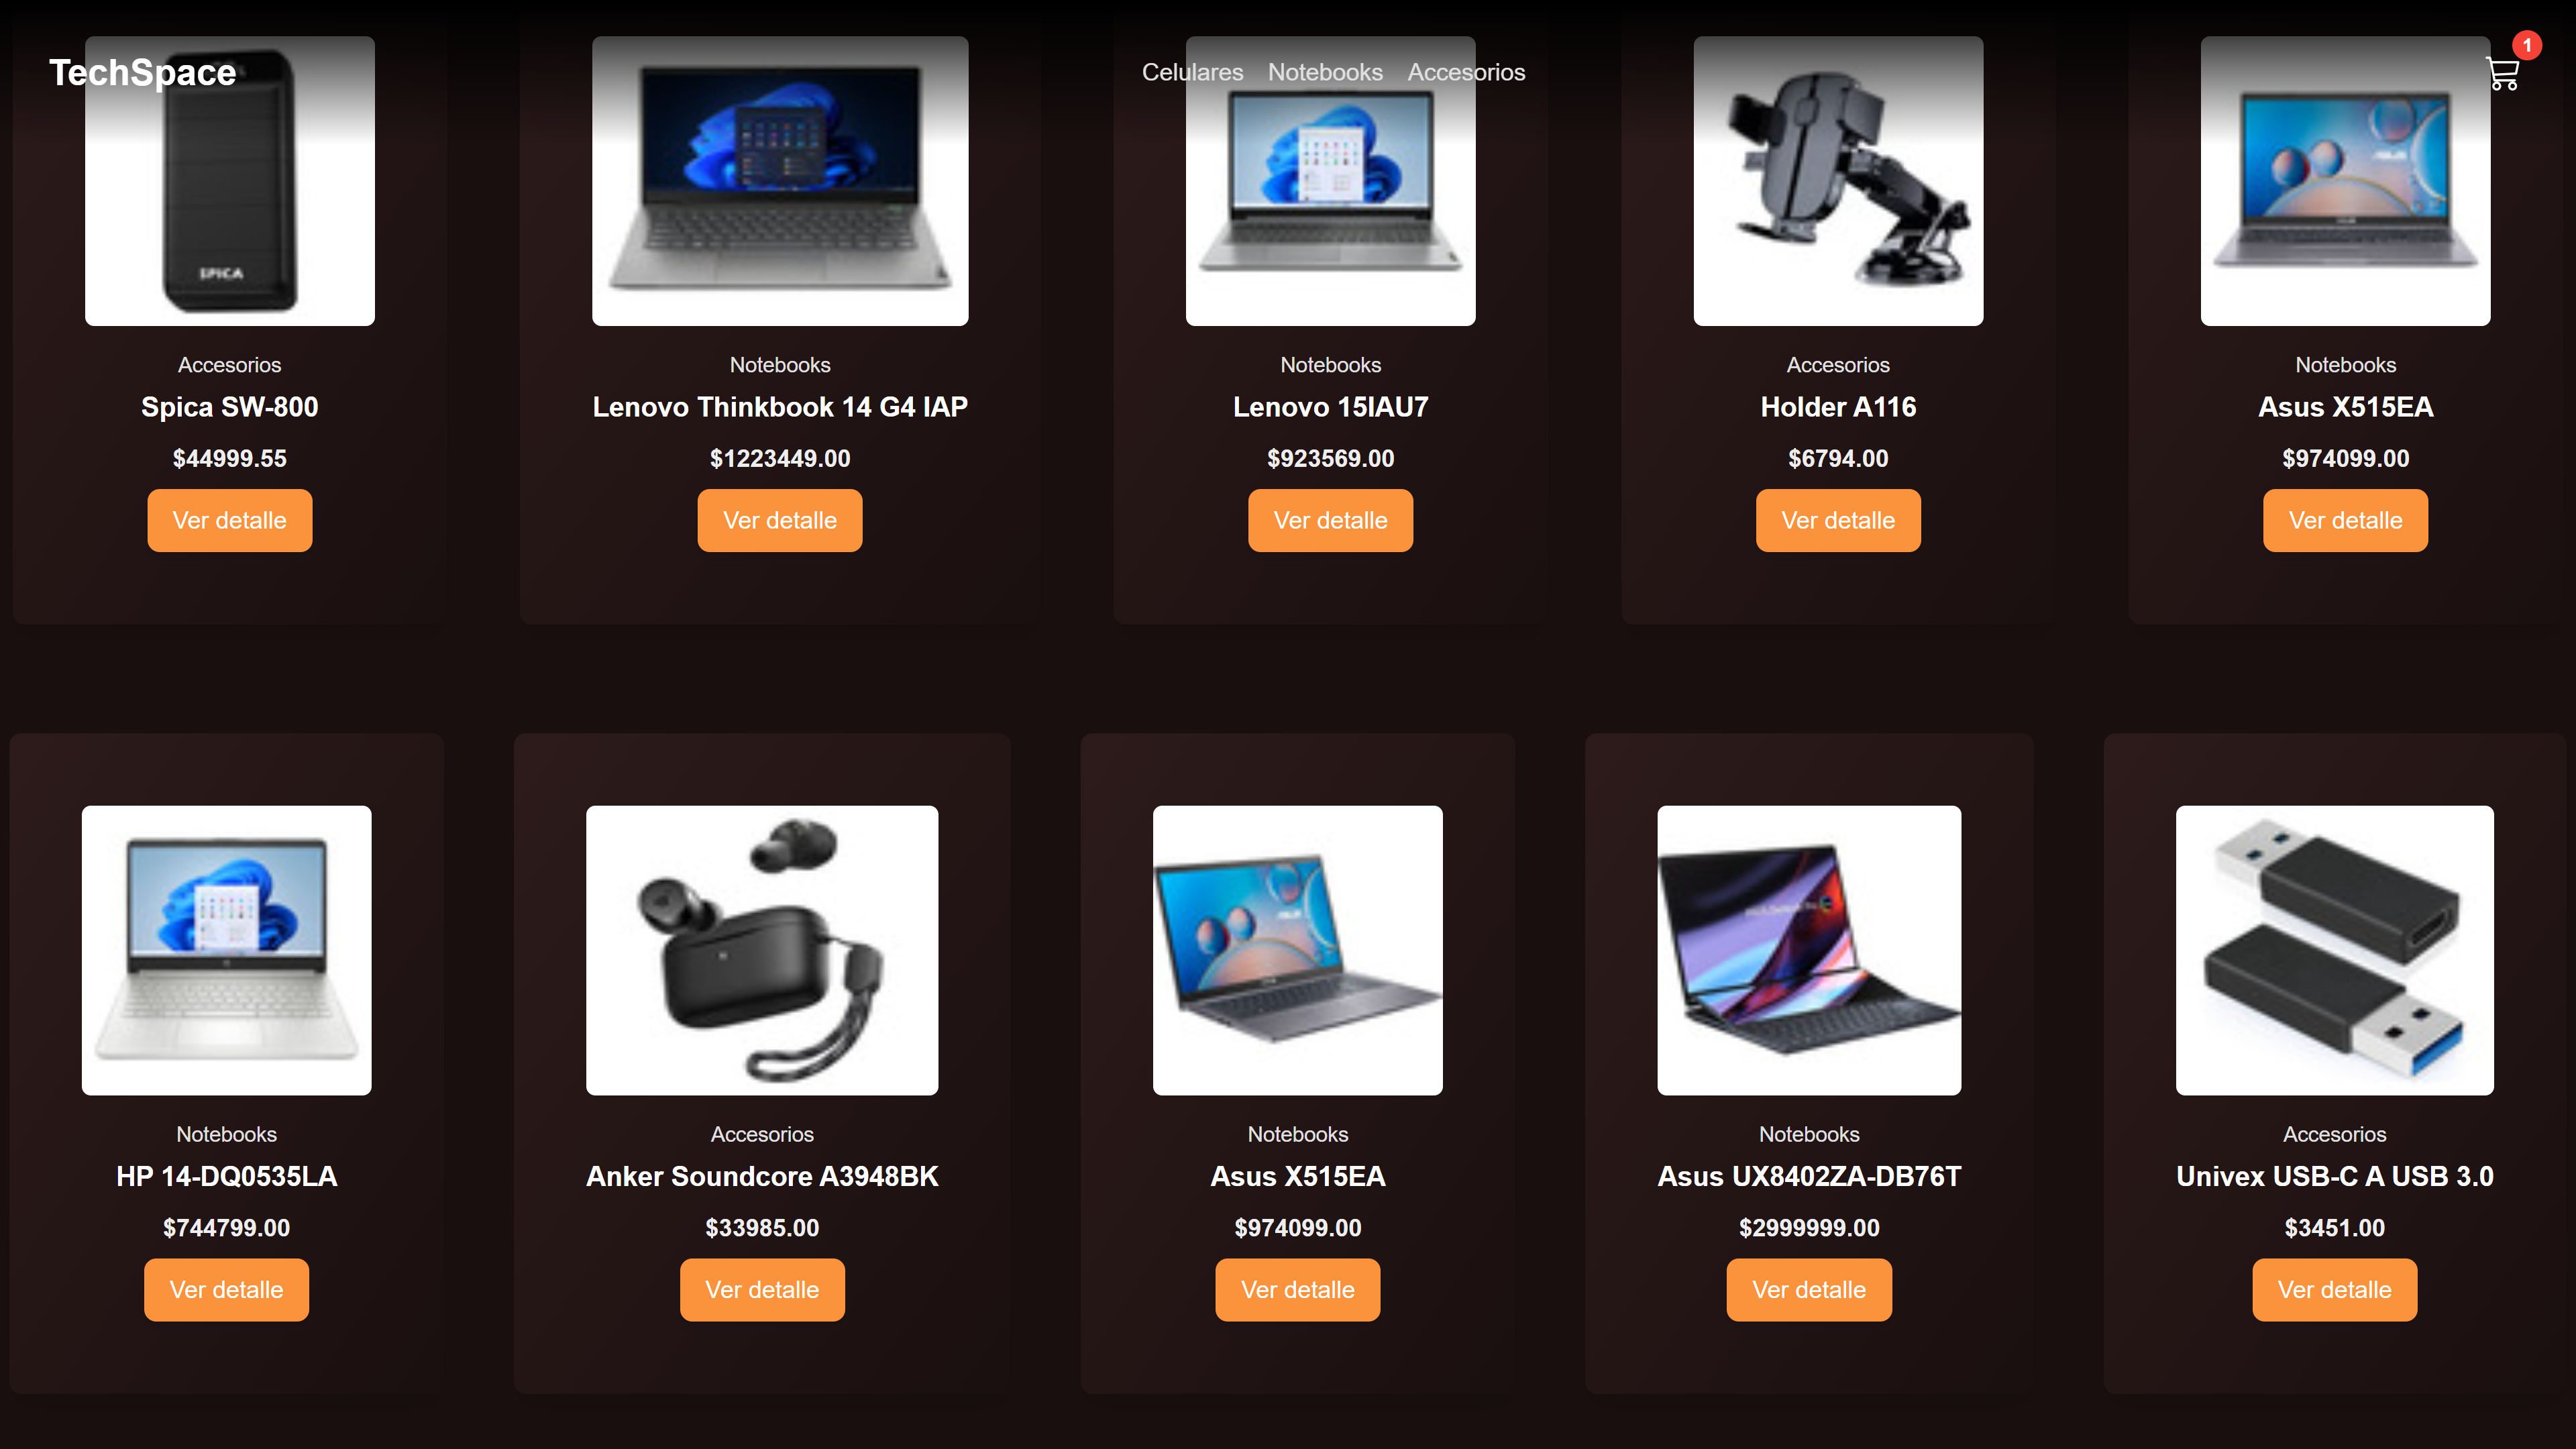 TechSpace
Celulares Notebooks Accesorios
1
SPICA
Accesorios
Spica SW-800
$44999.55
Ver detalle
Notebooks
Lenovo Thinkbook 14 G4 IAP
$1223449.00
Ver detalle
Notebooks
Lenovo 15IAU7
$923569.00
Ver detalle
Accesorios
Holder A116
$6794.00
Ver detalle
Notebooks
Asus X515EA
$974099.00
Ver detalle
Notebooks
HP 14-DQ0535LA
$744799.00
Ver detalle
Accesorios
Anker Soundcore A3948BK
$33985.00
Ver detalle
Notebooks
Asus X515EA
$974099.00
Ver detalle
Notebooks
Asus UX8402ZA-DB76T
$2999999.00
Ver detalle
Accesorios
Univex USB-C A USB 3.0
$3451.00
Ver detalle